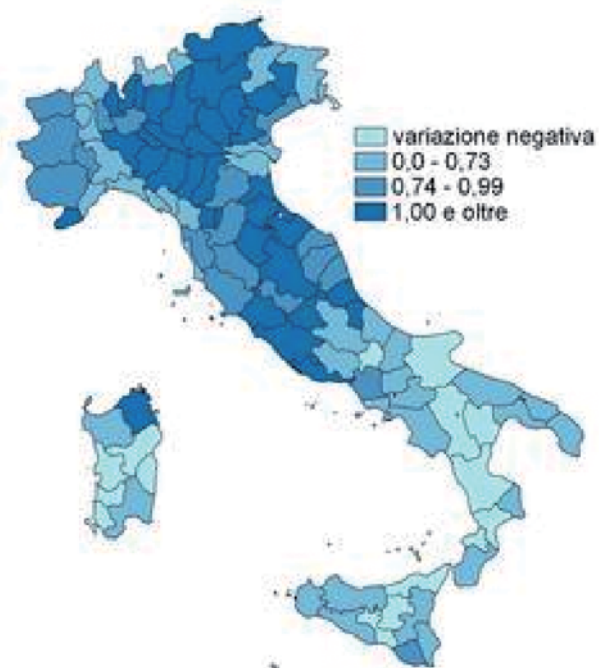 variazione negativa
0,0 - 0,73
0,74 - 0,99
1,00 e oltre